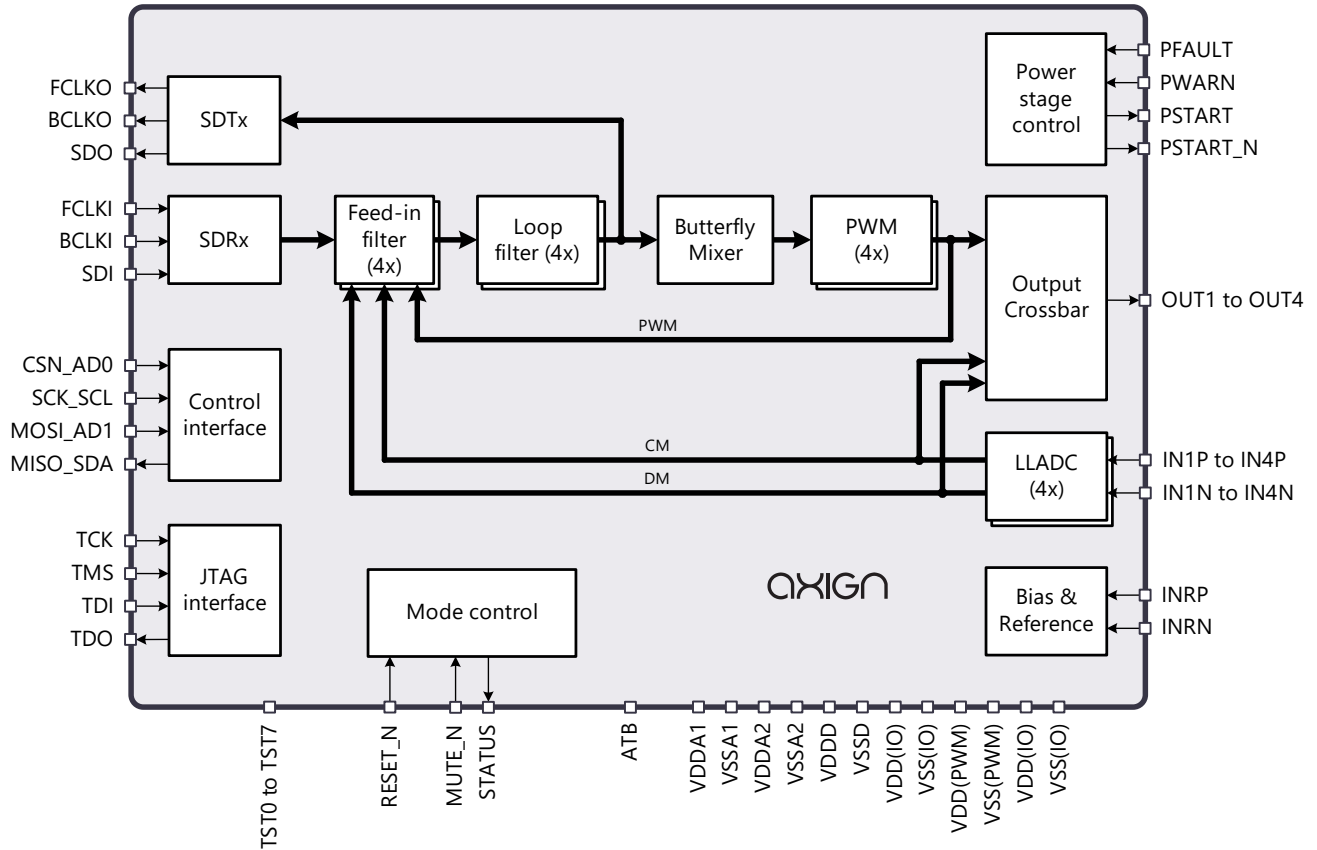 FCLKO
BCLKO
SDO
SDTx
Power
stage
control
PFAULT
PWARN
PSTART
PSTART_N
FCLKI
BCLKI
SDI
SDRx
Feed-in
filter
(4x)
Loop
filter (4x)
Butterfly
Mixer
PWM
(4x)
Output
Crossbar
OUT1 to OUT4
PWM
CSN_AD0
SCK_SCL
MOSI_AD1
MISO_SDA
Control
interface
CM
DM
LLADC
(4x)
IN1P to IN4P
IN1N to IN4N
TCK
TMS
TDI
TDO
JTAG
interface
Mode control
axign
Bias &
Reference
INRP
INRN
TST0 to TST7
RESET_N
MUTE_N
STATUS
ATB
VDDA1
VSSA1
VDDA2
VSSA2
VDDD
VSSD
VDD(IO)
VSS(IO)
VDD(PWM)
VSS(PWM)
VDD(IO)
VSS(IO)